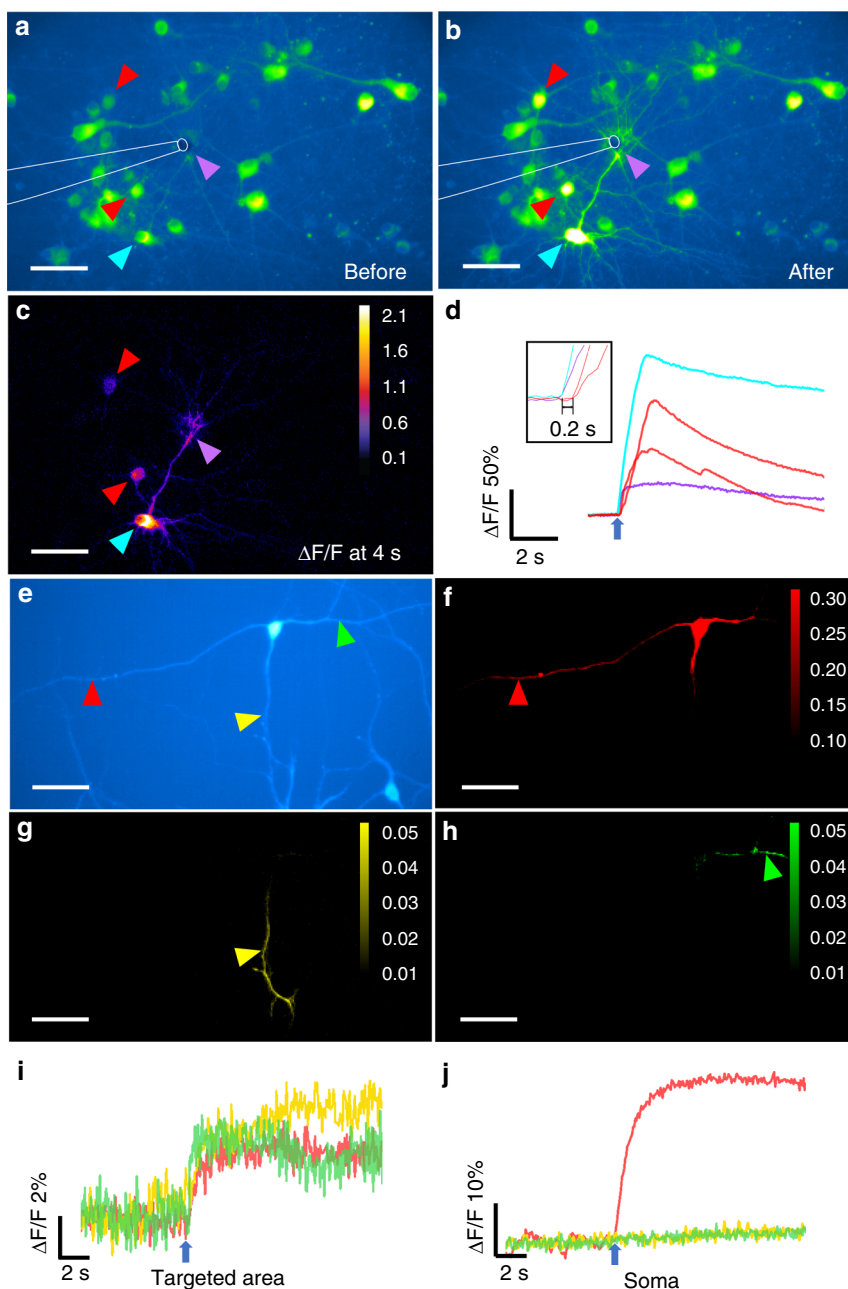 a
b
Before
After
c
2.1
1.6
1.1
0.6
0.1
ΔF/F at 4 s
d
0.2 s
ΔF/F 50%
2 s
e
f
0.30
0.25
0.20
0.15
0.10
g
0.05
0.04
0.03
0.02
0.01
h
0.05
0.04
0.03
0.02
0.01
i
ΔF/F 2%
2 s
Targeted area
j
ΔF/F 10%
2 s
Soma